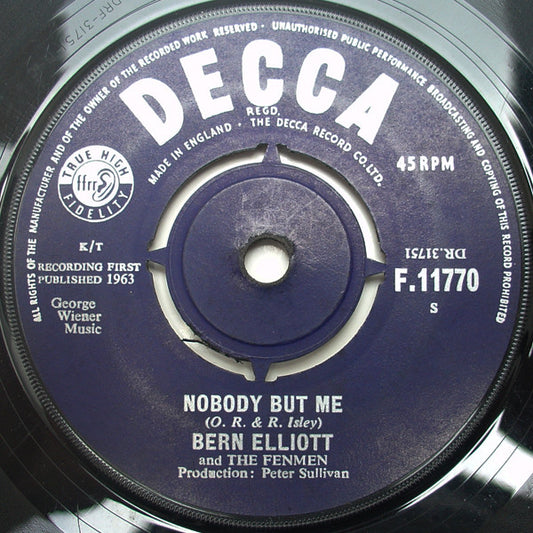 ALL RIGHTS OF THE MANUFACTURER AND OF THE OWNER OF THE RECORDED WORK RESERVED • UNAUTHORISED PUBLIC PERFORMANCE BROADCASTING AND COPYING OF THIS RECORD PROHIBITED
DECCA
REGD.
MADE IN ENGLAND • THE DECCA RECORD CO. LTD.
TRUE HIGH
ffrr
FIDELITY
45 RPM
K/T
RECORDING FIRST
PUBLISHED 1963
George
Wiener
Music
DR.31751
F.11770
S
NOBODY BUT ME
(O. R. & R. Isley)
BERN ELLIOTT
and THE FENMEN
Production: Peter Sullivan